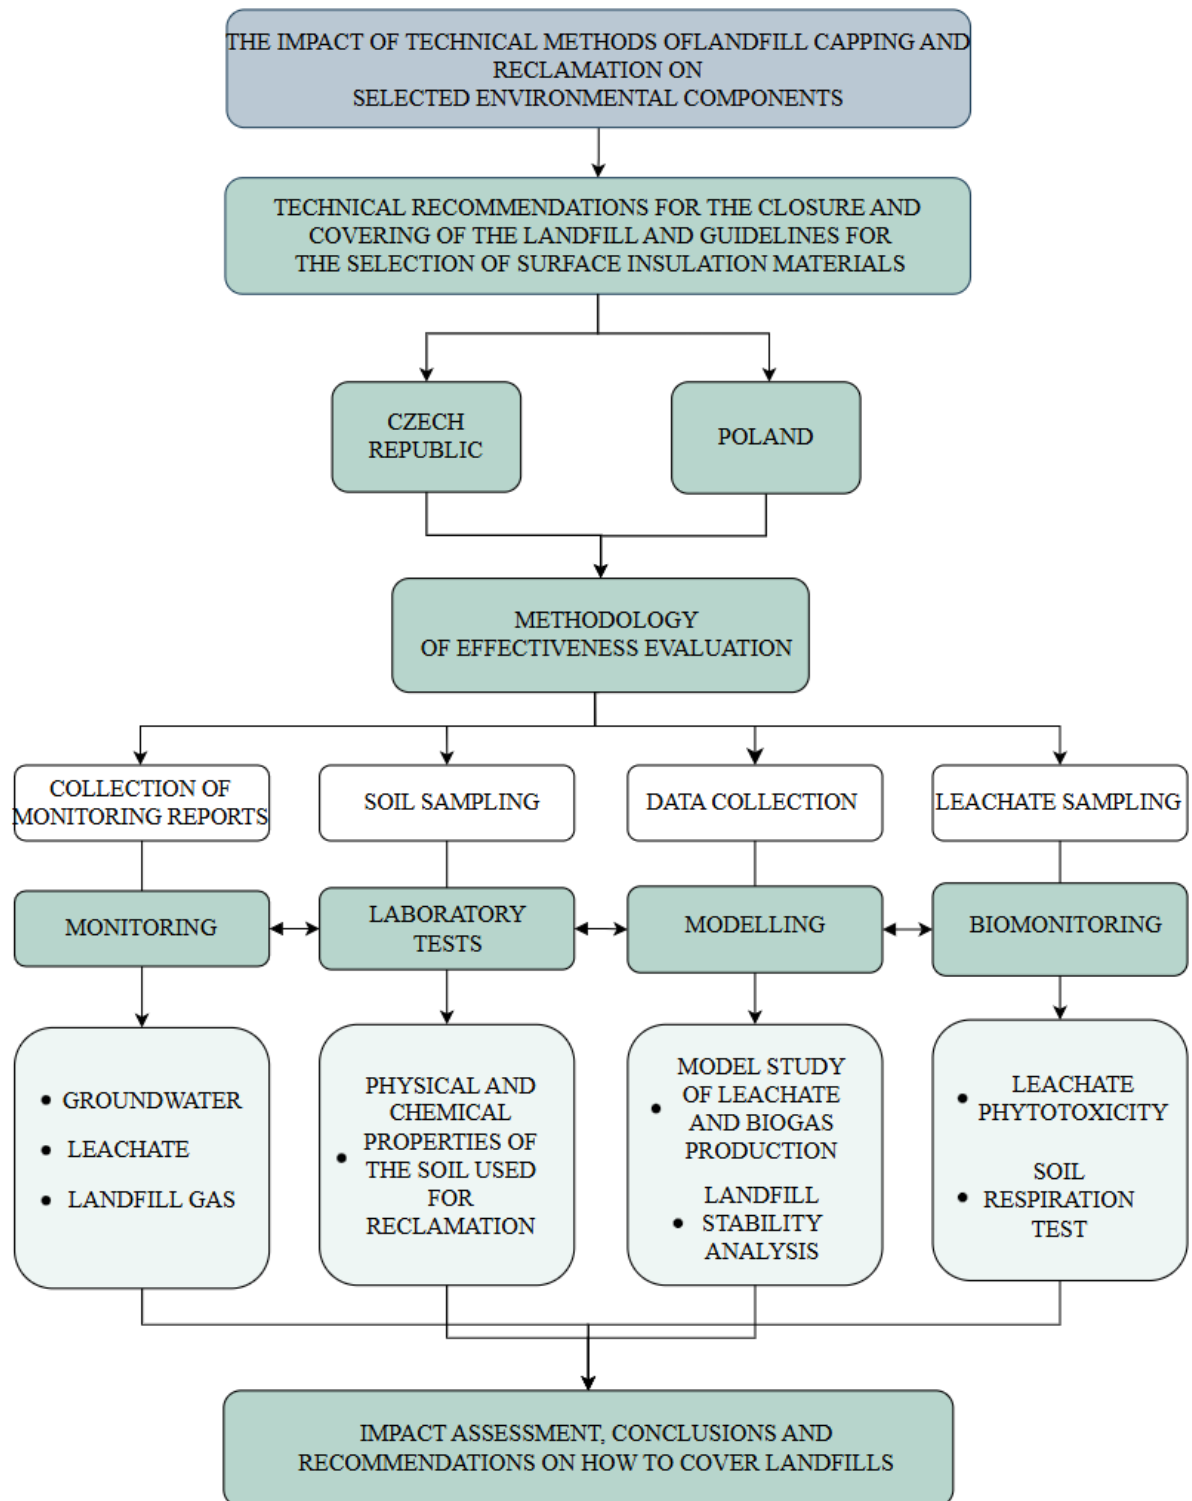 THE IMPACT OF TECHNICAL METHODS OFLANDFILL CAPPING AND
RECLAMATION ON
SELECTED ENVIRONMENTAL COMPONENTS
TECHNICAL RECOMMENDATIONS FOR THE CLOSURE AND
COVERING OF THE LANDFILL AND GUIDELINES FOR
THE SELECTION OF SURFACE INSULATION MATERIALS
CZECH
REPUBLIC
POLAND
METHODOLOGY
OF EFFECTIVENESS EVALUATION
COLLECTION OF
MONITORING REPORTS
SOIL SAMPLING
DATA COLLECTION
LEACHATE SAMPLING
MONITORING
LABORATORY
TESTS
MODELLING
BIOMONITORING
• GROUNDWATER
• LEACHATE
• LANDFILL GAS
PHYSICAL AND
CHEMICAL
• PROPERTIES OF
THE SOIL USED
FOR
RECLAMATION
MODEL STUDY
OF LEACHATE
• AND BIOGAS
PRODUCTION
LANDFILL
• STABILITY
ANALYSIS
LEACHATE
• PHYTOTOXICITY
SOIL
• RESPIRATION
TEST
IMPACT ASSESSMENT, CONCLUSIONS AND
RECOMMENDATIONS ON HOW TO COVER LANDFILLS